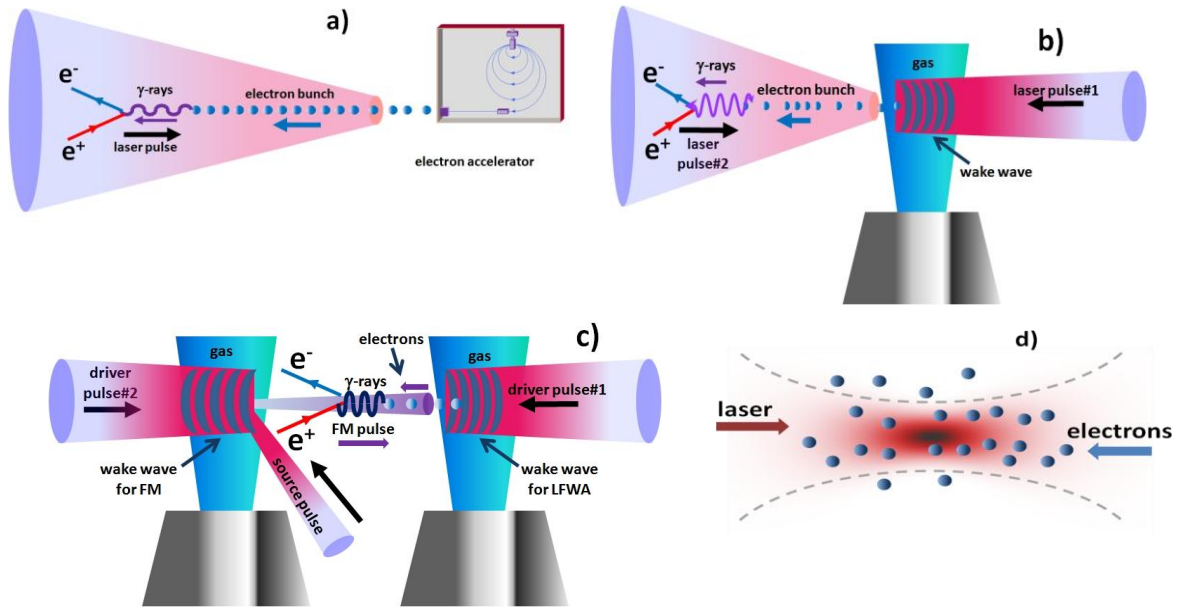 a)
e-
γ-rays
electron bunch
laser pulse
e+
electron accelerator
b)
gas
e-
γ-rays
electron bunch
laser pulse#1
e+
laser
pulse#2
wake wave
c)
electrons
gas
gas
e-
driver
pulse#2
γ-rays
driver pulse#1
FM pulse
e+
wake wave
for FM
source pulse
wake wave
for LFWA
d)
laser
electrons